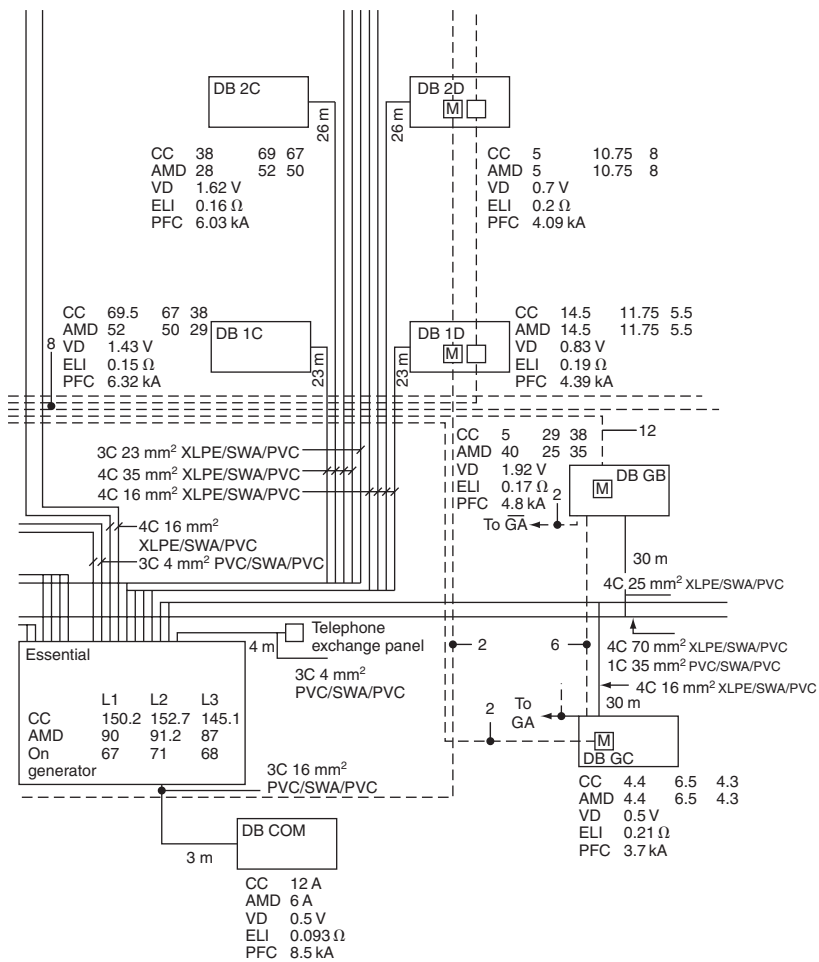 DB 2C
26 m
26 m
DB 2D
M
CC 38 69 67
AMD 28 52 50
VD 1.62 V
ELI 0.16 Ω
PFC 6.03 kA
CC 5 10.75 8
AMD 5 10.75 8
VD 0.7 V
ELI 0.2 Ω
PFC 4.09 kA
CC 69.5 67 38
AMD 52 50 29
VD 1.43 V
ELI 0.15 Ω
PFC 6.32 kA
8
DB 1C
23 m
23 m
DB 1D
M
CC 14.5 11.75 5.5
AMD 14.5 11.75 5.5
VD 0.83 V
ELI 0.19 Ω
PFC 4.39 kA
3C 23 mm² XLPE/SWA/PVC
4C 35 mm² XLPE/SWA/PVC
4C 16 mm² XLPE/SWA/PVC
CC 5 29 38
AMD 40 25 35
VD 1.92 V
ELI 0.17 Ω
PFC 4.8 kA
2
To GA
12
DB GB
M
4C 16 mm²
XLPE/SWA/PVC
3C 4 mm² PVC/SWA/PVC
30 m
4C 25 mm² XLPE/SWA/PVC
Essential
L1 L2 L3
CC 150.2 152.7 145.1
AMD 90 91.2 87
On 67 71 68
generator
4 m
Telephone
exchange panel
3C 4 mm²
PVC/SWA/PVC
2
6
4C 70 mm² XLPE/SWA/PVC
1C 35 mm² PVC/SWA/PVC
4C 16 mm² XLPE/SWA/PVC
30 m
2
To
GA
M
DB GC
3C 16 mm²
PVC/SWA/PVC
CC 4.4 6.5 4.3
AMD 4.4 6.5 4.3
VD 0.5 V
ELI 0.21 Ω
PFC 3.7 kA
3 m
DB COM
CC 12 A
AMD 6 A
VD 0.5 V
ELI 0.093 Ω
PFC 8.5 kA